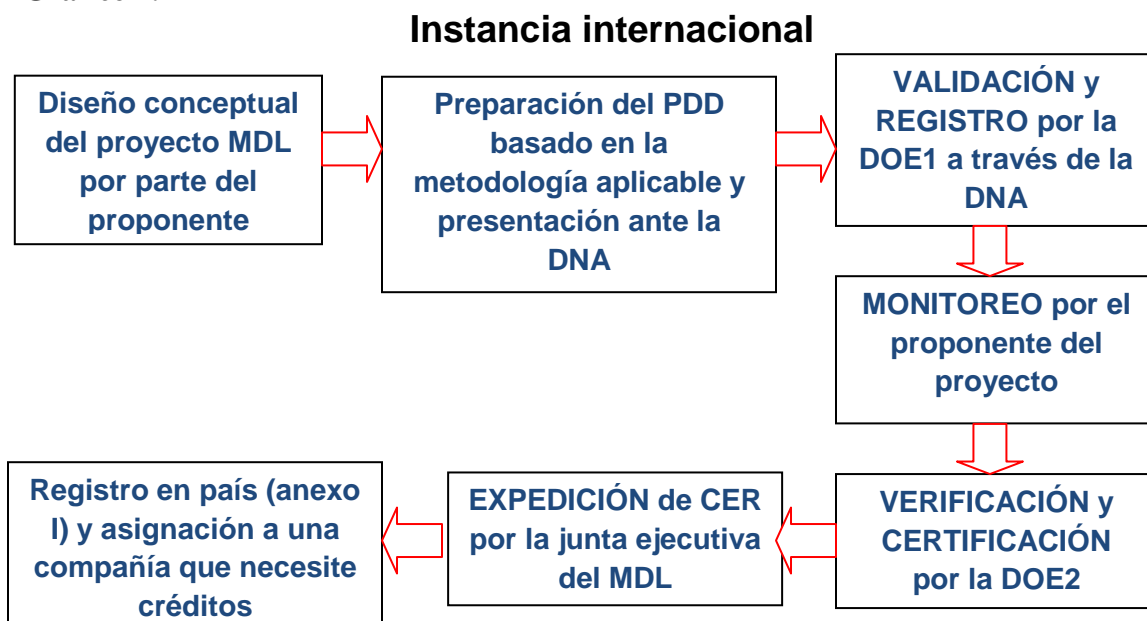 Instancia internacional
Diseño conceptual
del proyecto MDL
por parte del
proponente
Preparación del PDD
basado en la
metodología aplicable y
presentación ante la
DNA
VALIDACIÓN y
REGISTRO por la
DOE1 a través de la
DNA
MONITOREO por el
proponente del
proyecto
VERIFICACIÓN y
CERTIFICACIÓN
por la DOE2
EXPEDICIÓN de CER
por la junta ejecutiva
del MDL
Registro en país (anexo
I) y asignación a una
compañía que necesite
créditos